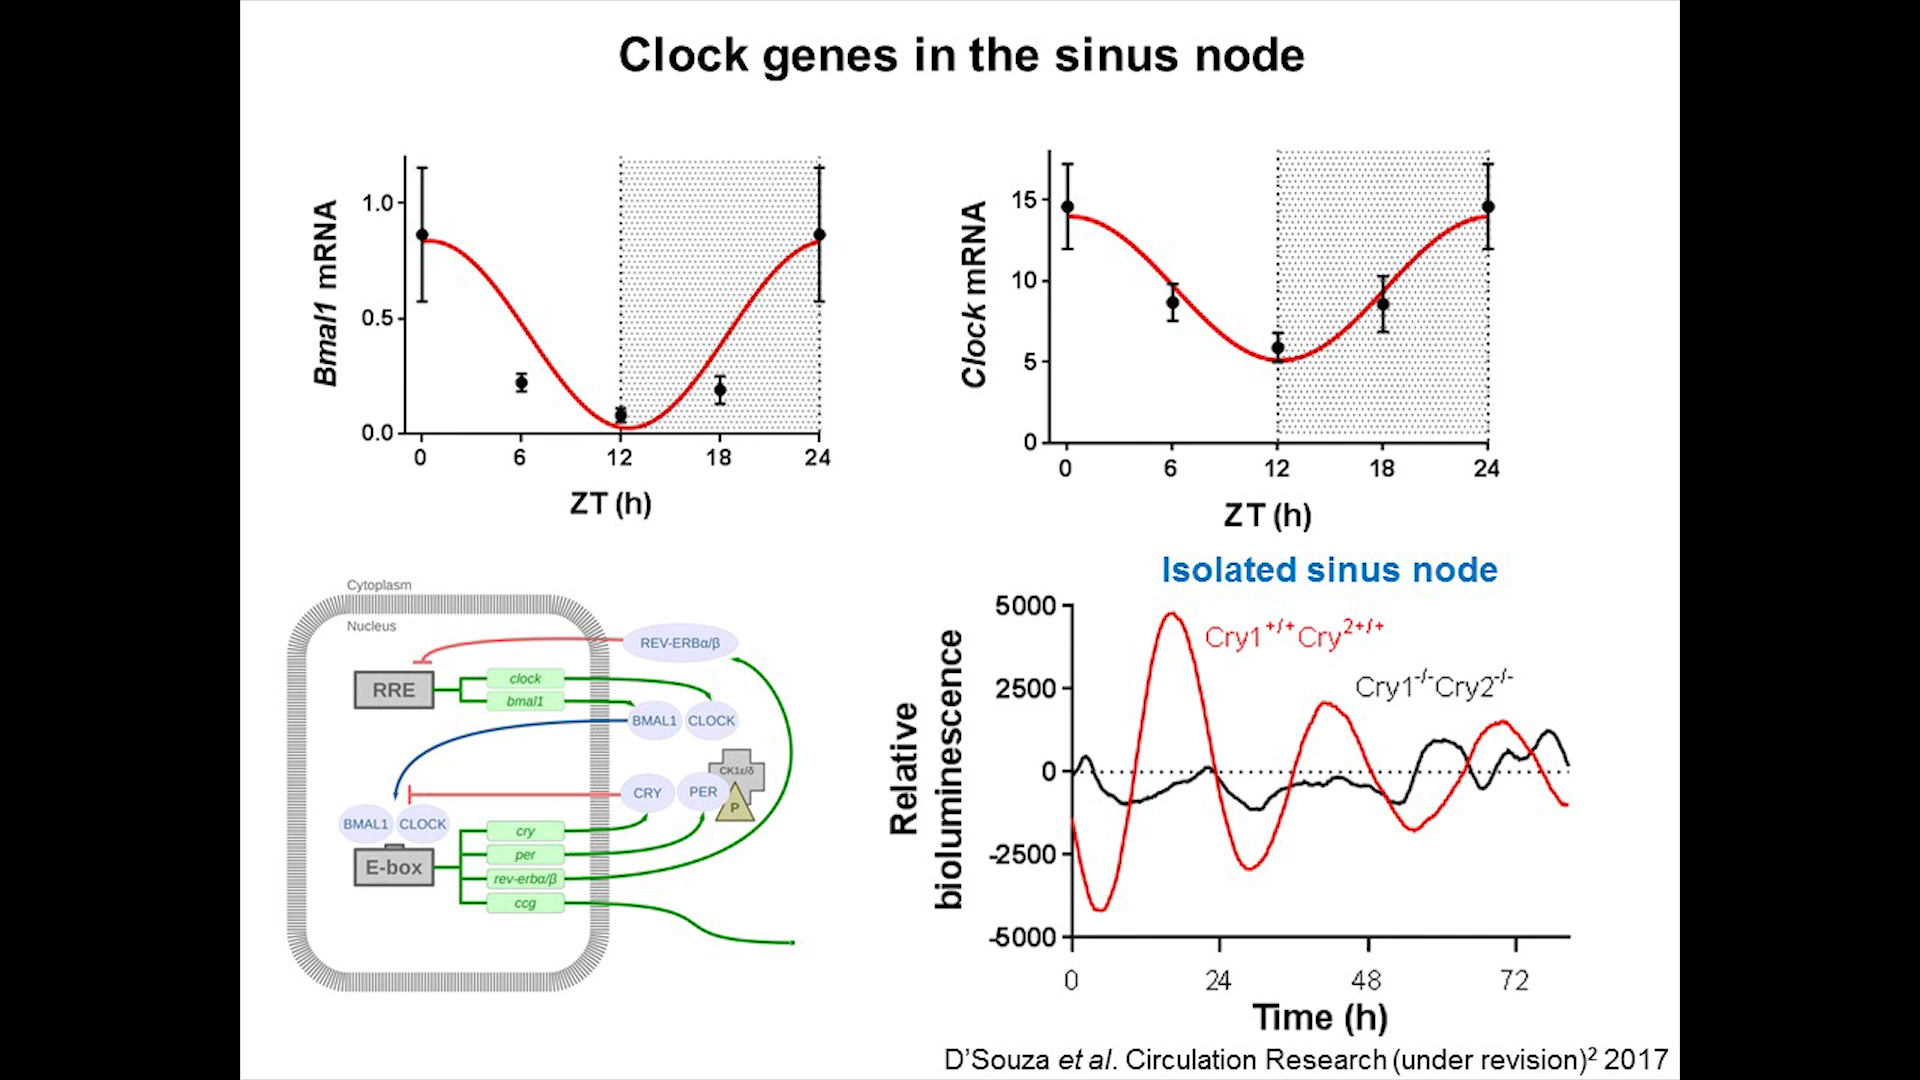 Clock genes in the sinus node
Bmal1 mRNA
1.0
0.5
0.0
0 6 12 18 24
ZT (h)
Clock mRNA
15
10
5
0
0 6 12 18 24
ZT (h)
Cytoplasm
Nucleus
REV-ERBα/β
RRE
clock
bmal1
BMAL1 CLOCK
CK1ε/δ
CRY PER
P
BMAL1 CLOCK
E-box
cry
per
rev-erbα/β
ccg
Isolated sinus node
Relative
bioluminescence
5000
2500
0
-2500
-5000
Cry1+/+Cry2+/+
Cry1-/-Cry2-/-
0 24 48 72
Time (h)
D'Souza et al. Circulation Research (under revision)² 2017